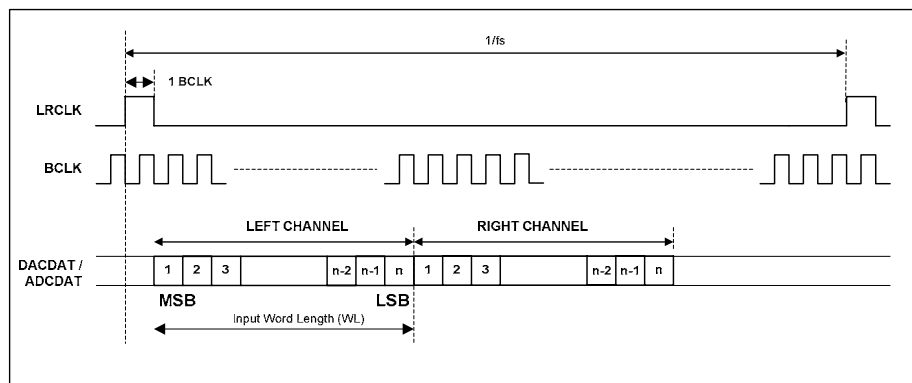 1/fs
1 BCLK
LRCLK
BCLK
LEFT CHANNEL RIGHT CHANNEL
DACDAT /
ADCDAT
1 2 3 n-2 n-1 n 1 2 3 n-2 n-1 n
MSB LSB
Input Word Length (WL)